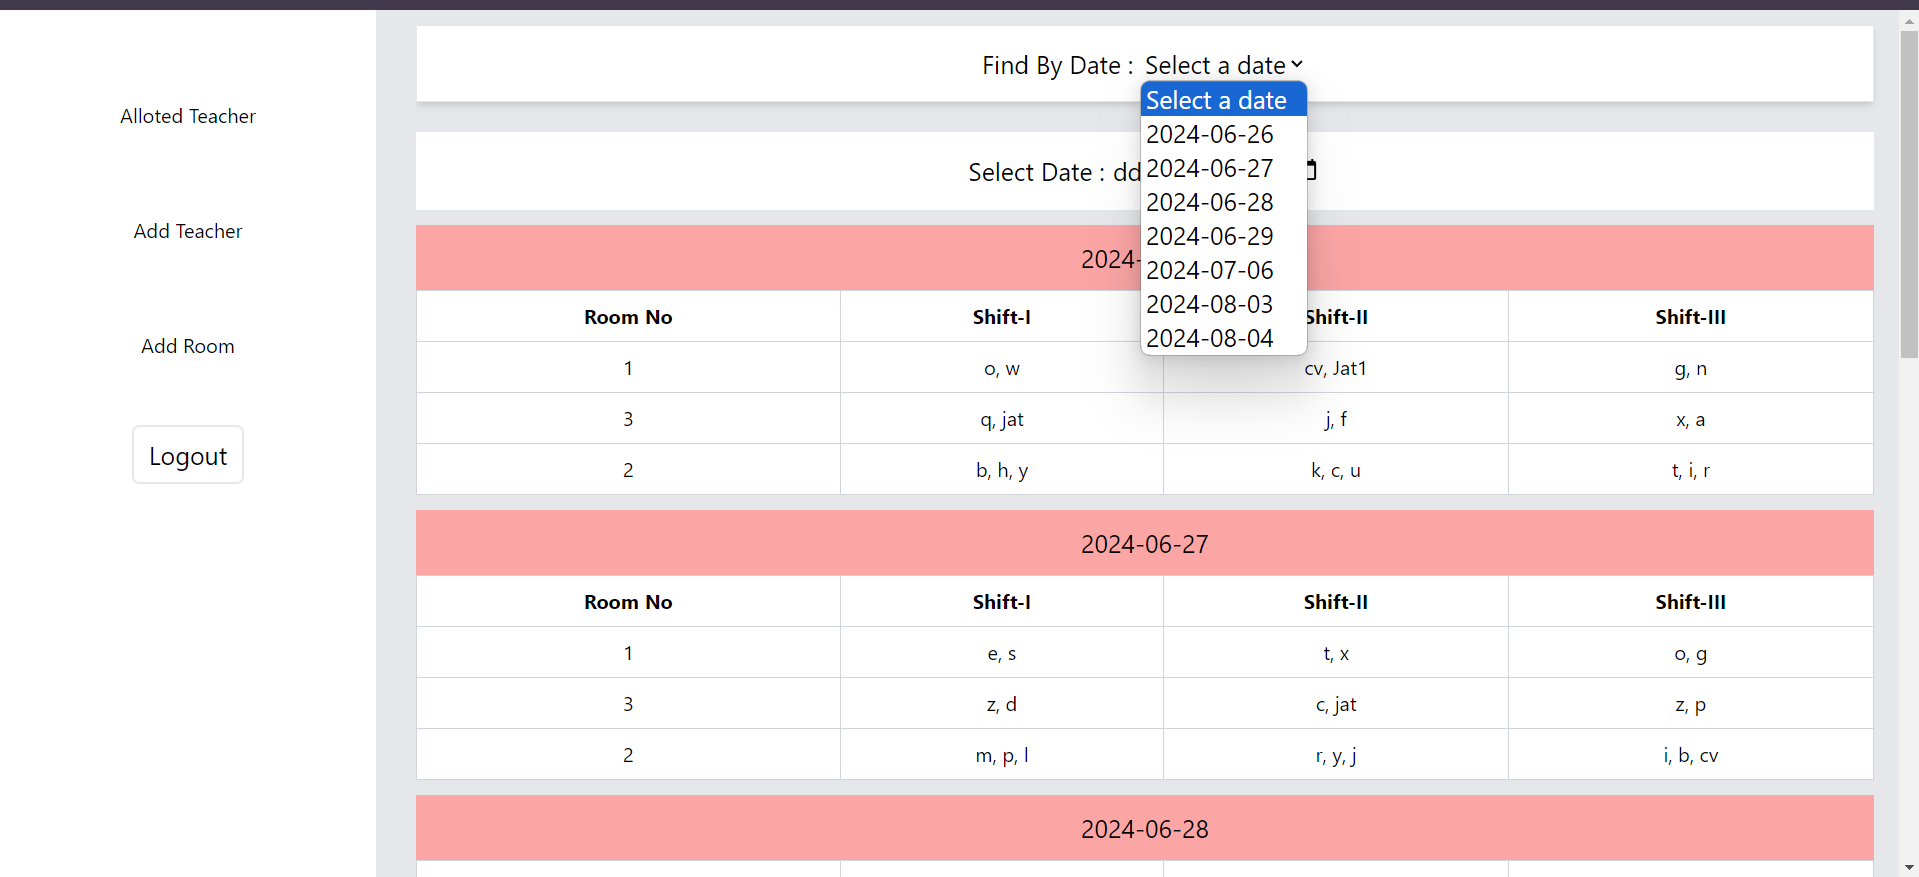 Alloted Teacher
Add Teacher
Add Room
Logout
Find By Date : Select a date
Select a date
2024-06-26
2024-06-27
2024-06-28
2024-06-29
2024-07-06
2024-08-03
2024-08-04
Select Date : dd
2024-
Room No Shift-I Shift-II Shift-III
1 o, w cv, Jat1 g, n
3 q, jat j, f x, a
2 b, h, y k, c, u t, i, r
2024-06-27
Room No Shift-I Shift-II Shift-III
1 e, s t, x o, g
3 z, d c, jat z, p
2 m, p, l r, y, j i, b, cv
2024-06-28